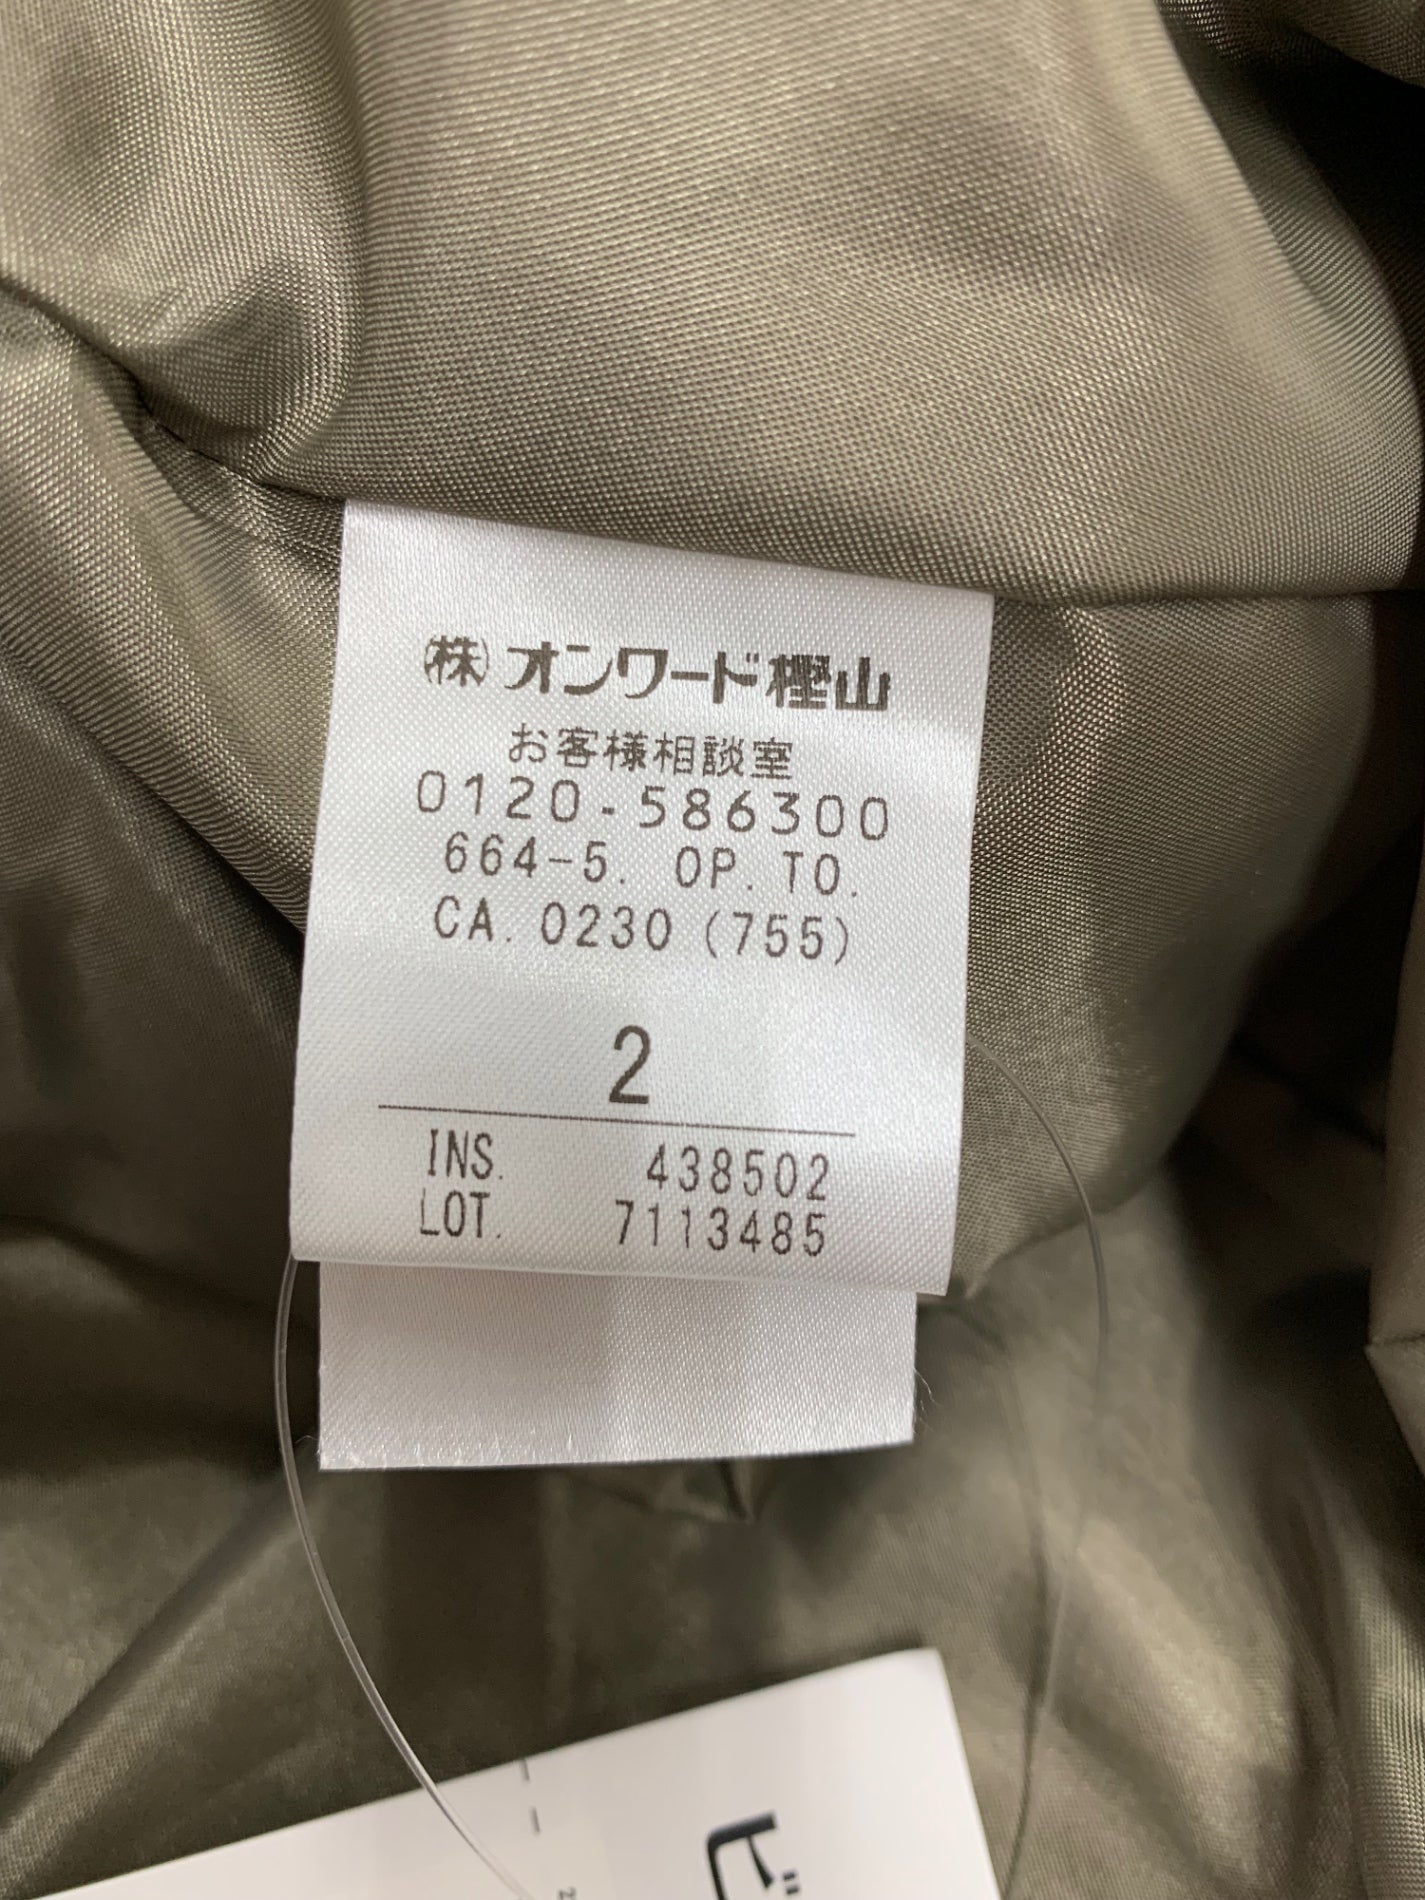 (株)オンワード樫山
お客様相談室
0120-586300
664-5. OP. TO.
CA. 0230 (755)
2
INS. 438502
LOT. 7113485
ビ